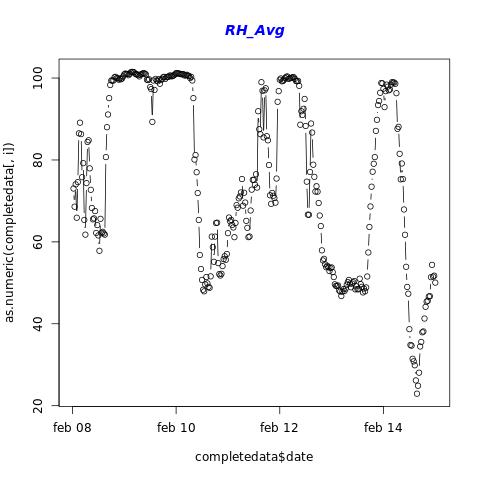 RH_Avg
as.numeric(completedata[, i])
100
80
60
40
20
feb 08
feb 10
feb 12
feb 14
completedata$date